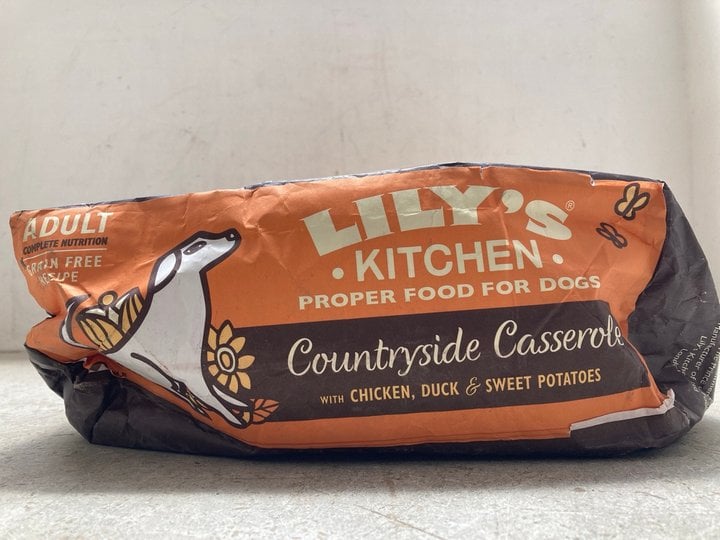 ADULT
COMPLETE NUTRITION
GRAIN FREE
RECIPE
LILY'S®
• KITCHEN •
PROPER FOOD FOR DOGS
Countryside Casserole
WITH CHICKEN, DUCK & SWEET POTATOES